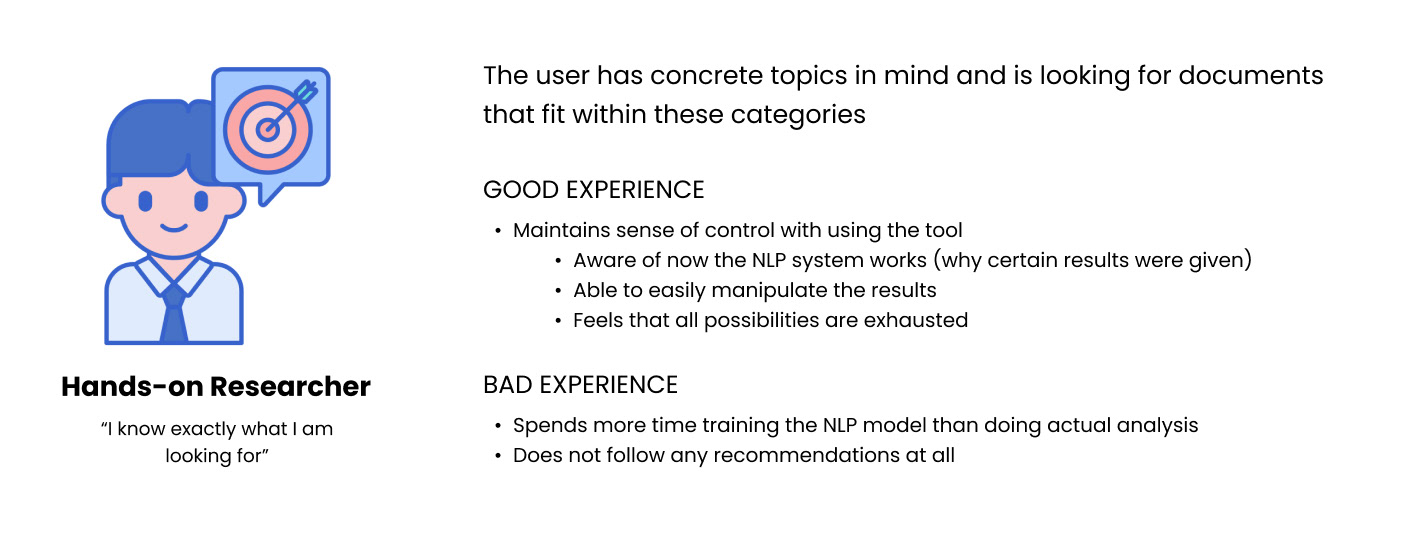 The user has concrete topics in mind and is looking for documents
that fit within these categories
GOOD EXPERIENCE
• Maintains sense of control with using the tool
• Aware of now the NLP system works (why certain results were given)
• Able to easily manipulate the results
• Feels that all possibilities are exhausted
BAD EXPERIENCE
• Spends more time training the NLP model than doing actual analysis
• Does not follow any recommendations at all
Hands-on Researcher
“I know exactly what I am
looking for”